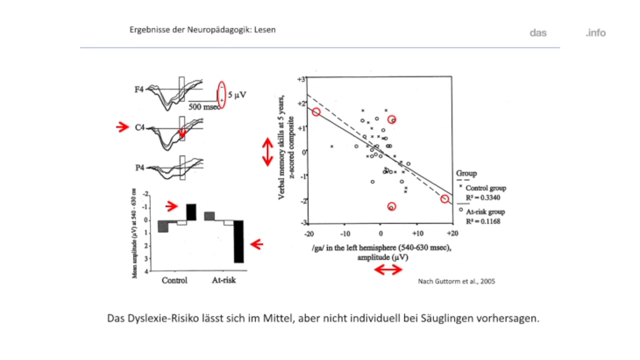 Ergebnisse der Neuropädagogik: Lesen
das .info
F4
5 µV
500 msec
C4
P4
Mean amplitude (µV) at 540 - 630 ms
-2
-1
0
1
2
3
4
Control At-risk
Verbal memory skills at 5 years,
z-scored composite
+3
+2
+1
0
-1
-2
-3
-20 -10 0 +10 +20
/ga/ in the left hemisphere (540-630 msec),
amplitude (µV)
Group
Control group
R² = 0.3340
At-risk group
R² = 0.1168
Nach Guttorm et al., 2005
Das Dyslexie-Risiko lässt sich im Mittel, aber nicht individuell bei Säuglingen vorhersagen.